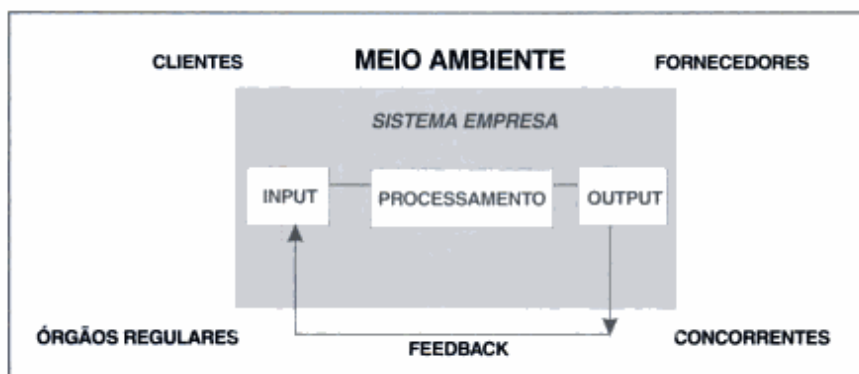 CLIENTES
MEIO AMBIENTE
FORNECEDORES
SISTEMA EMPRESA
INPUT
PROCESSAMENTO
OUTPUT
ÓRGÃOS REGULARES
FEEDBACK
CONCORRENTES